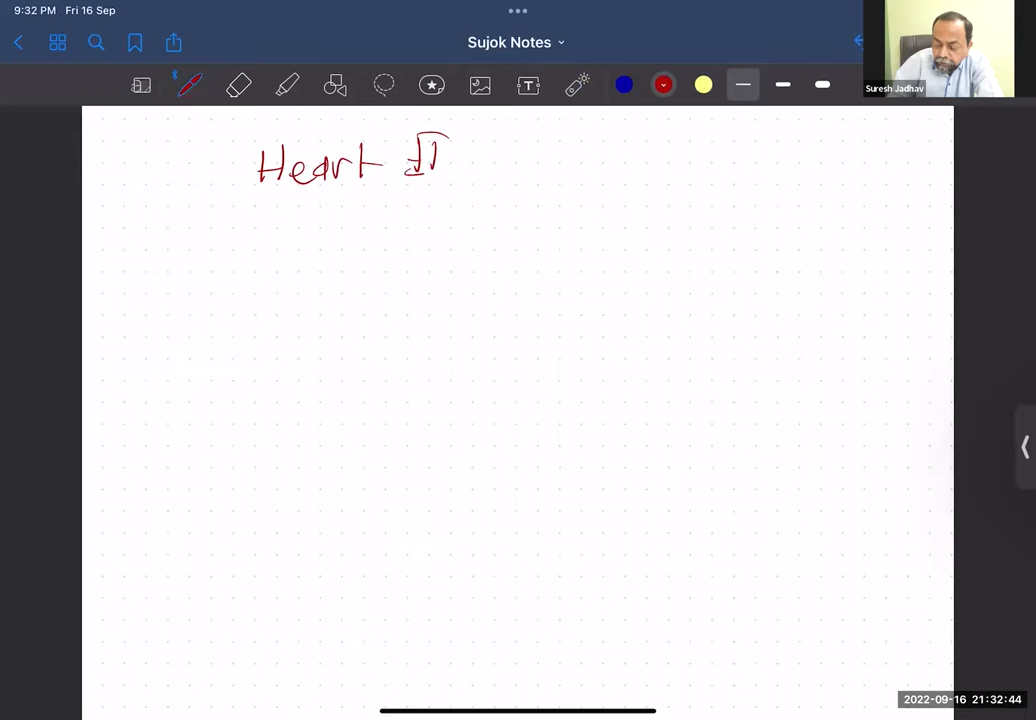 9:32 PM Fri 16 Sep
Sujok Notes
T
Suresh Jadhav
Heart
2022-09-16 21:32:44